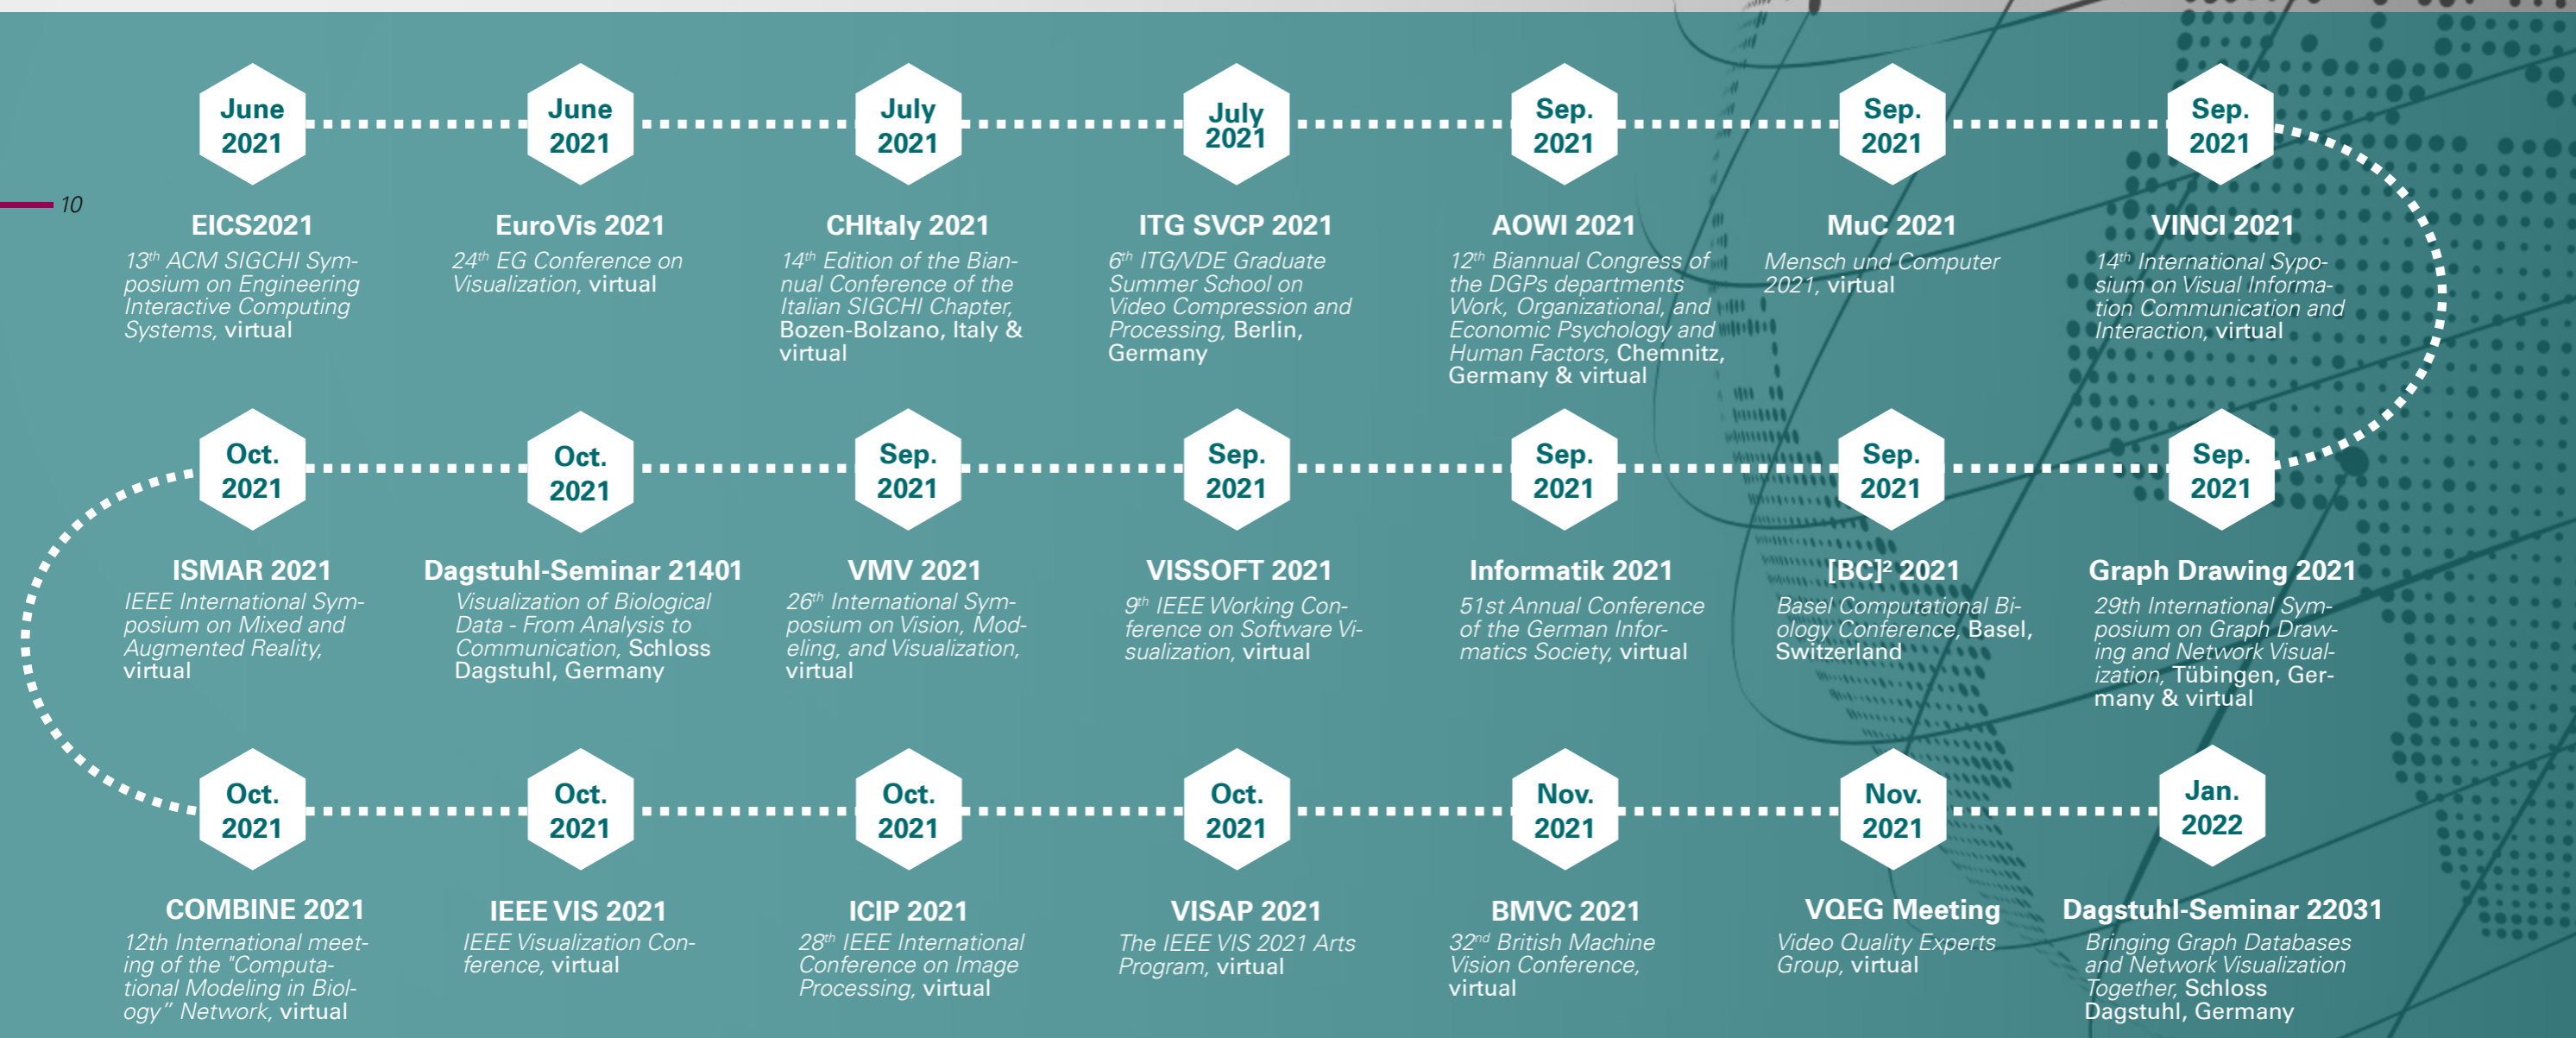 June
2021
June
2021
July
2021
July
2021
Sep.
2021
Sep.
2021
Sep.
2021
10
EICS2021
13th ACM SIGCHI Sym-
posium on Engineering
Interactive Computing
Systems, virtual
EuroVis 2021
24th EG Conference on
Visualization, virtual
CHItaly 2021
14th Edition of the Bian-
nual Conference of the
Italian SIGCHI Chapter,
Bozen-Bolzano, Italy &
virtual
ITG SVCP 2021
6th ITG/VDE Graduate
Summer School on
Video Compression and
Processing, Berlin,
Germany
AOWI 2021
12th Biannual Congress of
the DGPs departments
Work, Organizational, and
Economic Psychology and
Human Factors, Chemnitz,
Germany & virtual
MuC 2021
Mensch und Computer
2021, virtual
VINCI 2021
14th International Sypo-
sium on Visual Informa-
tion Communication and
Interaction, virtual
Oct.
2021
Oct.
2021
Sep.
2021
Sep.
2021
Sep.
2021
Sep.
2021
Sep.
2021
ISMAR 2021
IEEE International Sym-
posium on Mixed and
Augmented Reality,
virtual
Dagstuhl-Seminar 21401
Visualization of Biological
Data - From Analysis to
Communication, Schloss
Dagstuhl, Germany
VMV 2021
26th International Sym-
posium on Vision, Mod-
eling, and Visualization,
virtual
VISSOFT 2021
9th IEEE Working Con-
ference on Software Vi-
sualization, virtual
Informatik 2021
51st Annual Conference
of the German Infor-
matics Society, virtual
[BC]² 2021
Basel Computational Bi-
ology Conference, Basel,
Switzerland
Graph Drawing 2021
29th International Sym-
posium on Graph Draw-
ing and Network Visual-
ization, Tübingen, Ger-
many & virtual
Oct.
2021
Oct.
2021
Oct.
2021
Oct.
2021
Nov.
2021
Nov.
2021
Jan.
2022
COMBINE 2021
12th International meet-
ing of the "Computa-
tional Modeling in Biol-
ogy” Network, virtual
IEEE VIS 2021
IEEE Visualization Con-
ference, virtual
ICIP 2021
28th IEEE International
Conference on Image
Processing, virtual
VISAP 2021
The IEEE VIS 2021 Arts
Program, virtual
BMVC 2021
32nd British Machine
Vision Conference,
virtual
VQEG Meeting
Video Quality Experts
Group, virtual
Dagstuhl-Seminar 22031
Bringing Graph Databases
and Network Visualization
Together, Schloss
Dagstuhl, Germany